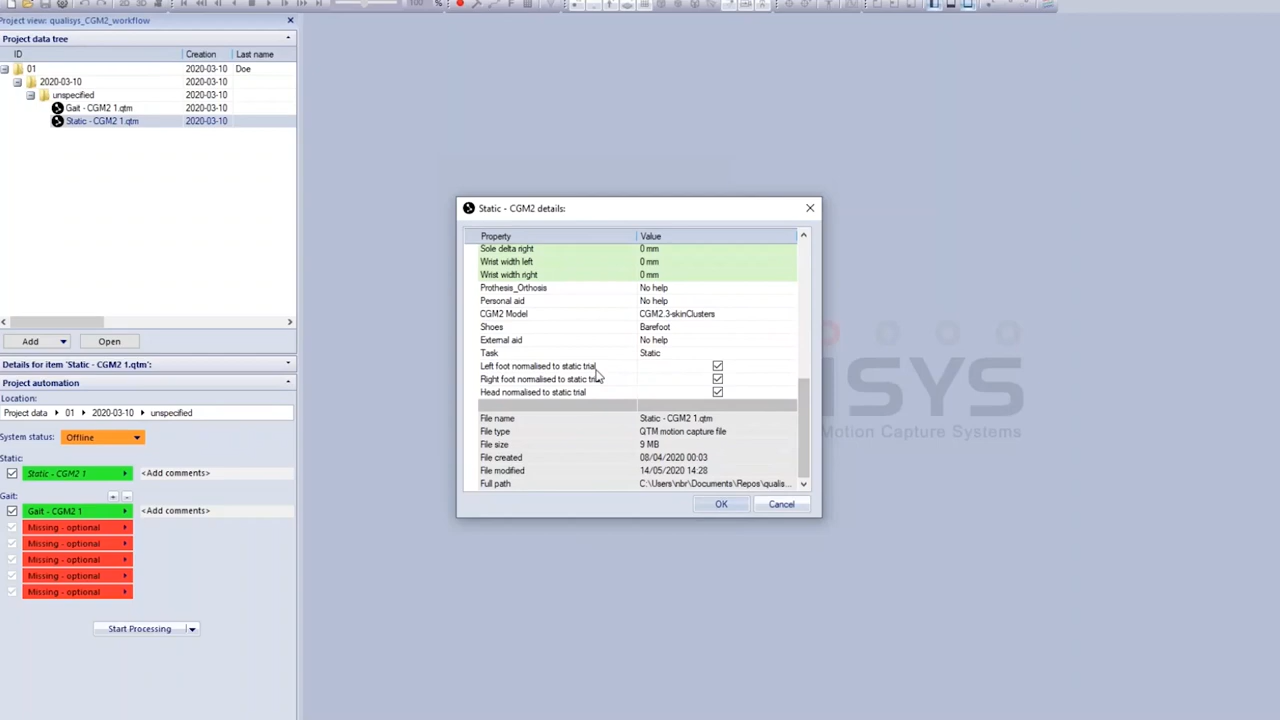 100 %
Project view: qualisys_CGM2_workflow
Project data tree
ID Creation Last name
01 2020-03-10 Doe
2020-03-10 2020-03-10
unspecified 2020-03-10
Gait - CGM2 1.qtm 2020-03-10
Static - CGM2 1.qtm 2020-03-10
Add Open
Details for item 'Static - CGM2 1.qtm':
Project automation
Location:
Project data 01 2020-03-10 unspecified
System status: Offline
Static:
Static - CGM2 1 <Add comments>
Gait: + -
Gait - CGM2 1 <Add comments>
Missing - optional
Missing - optional
Missing - optional
Missing - optional
Missing - optional
Start Processing
Static - CGM2 details:
Property Value
Sole delta right 0 mm
Wrist width left 0 mm
Wrist width right 0 mm
Prothesis_Orthosis No help
Personal aid No help
CGM2 Model CGM2.3-skinClusters
Shoes Barefoot
External aid No help
Task Static
Left foot normalised to static trial
Right foot normalised to static trial
Head normalised to static trial
File name Static - CGM2 1.qtm
File type QTM motion capture file
File size 9 MB
File created 08/04/2020 00:03
File modified 14/05/2020 14:28
Full path C:\Users\nbr\Documents\Repos\qualis...
OK Cancel
ISYS
Motion Capture Systems